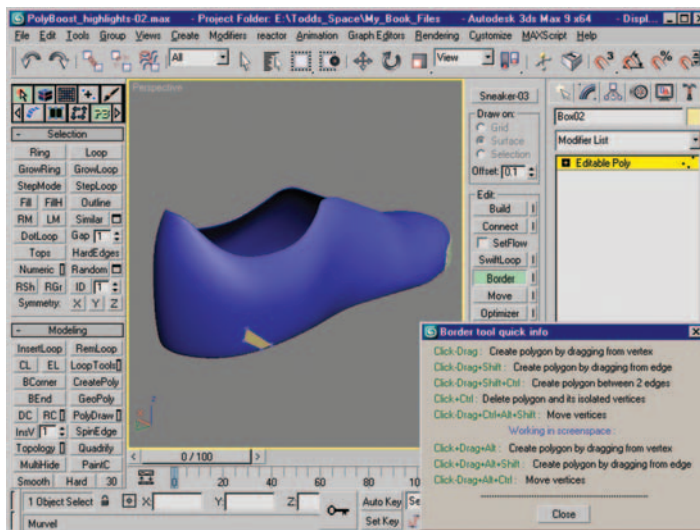 PolyBoost_highlights-02.max - Project Folder: E:\Todds_Space\My_Book_Files - Autodesk 3ds Max 9 x64 - Displ...
File Edit Tools Group Views Create Modifiers reactor Animation Graph Editors Rendering Customize MAXScript Help
All
View
3
%
Perspective
Selection
Ring Loop
GrowRing GrowLoop
StepMode StepLoop
Fill FillH Outline
RM LM Similar
DotLoop Gap 1
Tops HardEdges
Numeric Random
RSh RGr ID 1
Symmetry: X Y Z
Modeling
InsertLoop RemLoop
CL EL LoopTools
BCorner CreatePoly
BEnd GeoPoly
DC RC PolyDraw
InsV 1 SpinEdge
Topology Quadrify
MultiHide PaintC
Smooth Hard 30
Sneaker-03
Draw on:
Grid
Surface
Selection
Offset: 0.1
Edit:
Build
Connect
SetFlow
SwiftLoop
Border
Move
Optimizer
Box02
Modifier List
Editable Poly
Border tool quick info
Click-Drag : Create polygon by dragging from vertex
Click-Drag+Shift : Create polygon by dragging from edge
Click-Drag+Shift+Ctrl : Create polygon between 2 edges
Click+Ctrl : Delete polygon and its isolated vertices
Click-Drag+Ctrl+Alt+Shift : Move vertices
Working in screenspace :
Click+Drag+Alt : Create polygon by dragging from vertex
Click+Drag+Alt+Shift : Create polygon by dragging from edge
Click-Drag+Alt+Ctrl : Move vertices
Close
0 / 100
0 20 40 60 80
1 Object Select X: Y: Z: Auto Key
Set Key
Murvel